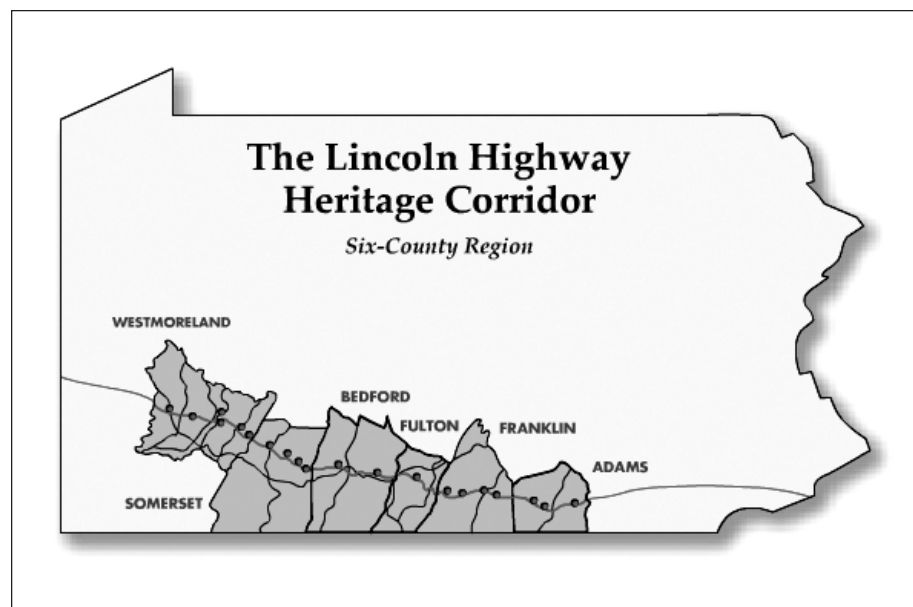 The Lincoln Highway
Heritage Corridor
Six-County Region
WESTMORELAND
BEDFORD
FULTON
FRANKLIN
ADAMS
SOMERSET